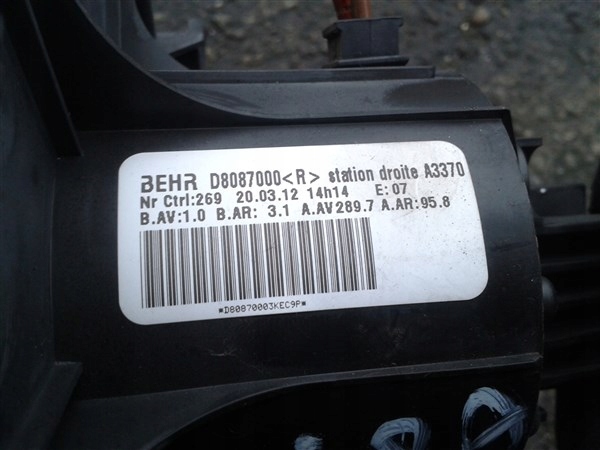 BEHR D8087000<R> station droite A3370
Nr Ctrl:269 20.03.12 14h14 E:07
B.AV:1.0 B.AR: 3.1 A.AV289.7 A.AR:95.8
*D80870003KEC9P*